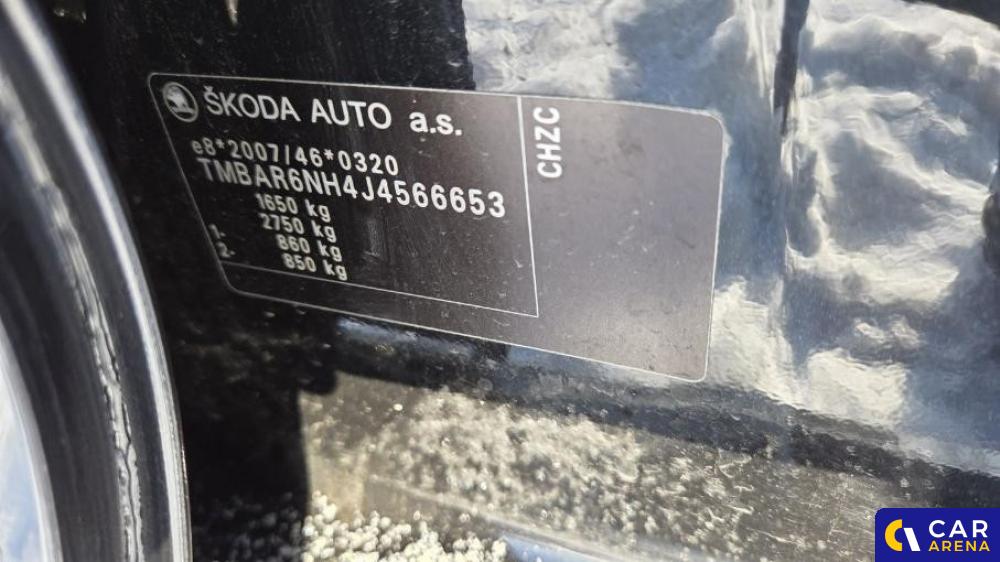 ŠKODA AUTO a.s.
e8*2007/46*0320
TMBAR6NH4J4566653
1650 kg
2750 kg
1- 860 kg
2- 850 kg
CHZC
CAR
ARENA